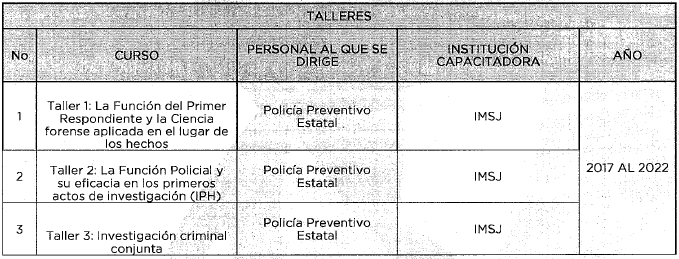 TALLERES
No
CURSO
PERSONAL AL QUE SE
DIRIGE
INSTITUCIÓN
CAPACITADORA
AÑO
1
Taller 1: La Función del Primer
Respondiente y la Ciencia
forense aplicada en el lugar de
los hechos
Policía Preventivo
Estatal
IMSJ
2017 AL 2022
2
Taller 2: La Función Policial y
su eficacia en los primeros
actos de investigación (IPH)
Policía Preventivo
Estatal
IMSJ
3
Taller 3: Investigación criminal
conjunta
Policía Preventivo
Estatal
IMSJ